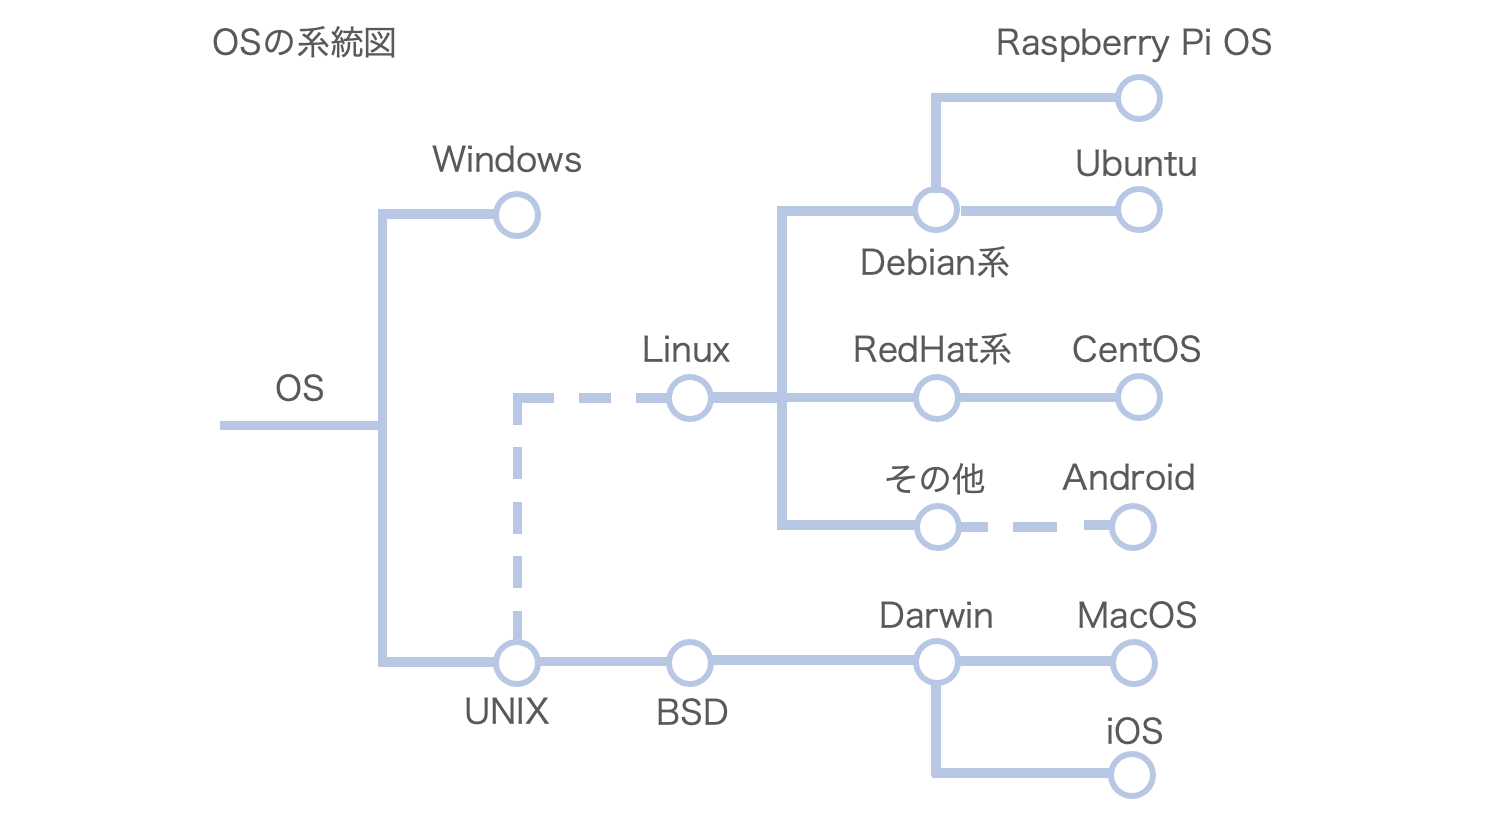 OSの系統図
Raspberry Pi OS
Windows
Ubuntu
Debian系
Linux
RedHat系
CentOS
OS
その他
Android
Darwin
MacOS
UNIX
BSD
iOS